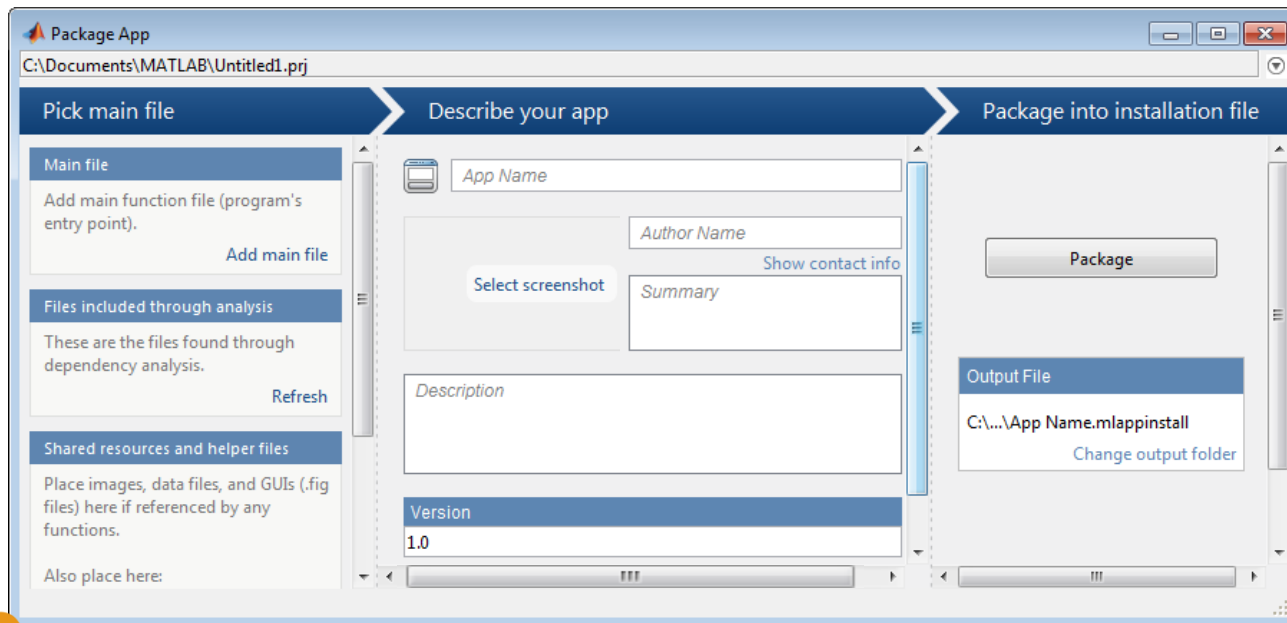 Package App
C:\Documents\MATLAB\Untitled1.prj
Pick main file
Describe your app
Package into installation file
Main file
Add main function file (program's
entry point).
Add main file
Files included through analysis
These are the files found through
dependency analysis.
Refresh
Shared resources and helper files
Place images, data files, and GUIs (.fig
files) here if referenced by any
functions.
Also place here:
App Name
Author Name
Show contact info
Select screenshot
Summary
Description
Version
1.0
Package
Output File
C:\...\App Name.mlappinstall
Change output folder